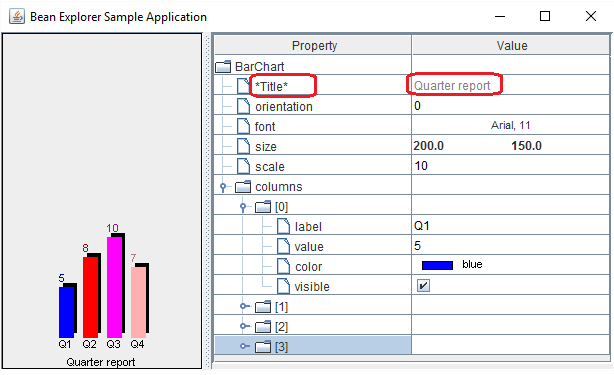 Bean Explorer Sample Application
Property Value
BarChart
*Title* Quarter report
orientation 0
font Arial, 11
size 200.0 150.0
scale 10
columns
[0]
label Q1
value 5
color blue
visible
[1]
[2]
[3]
10
8
7
5
Q1 Q2 Q3 Q4
Quarter report